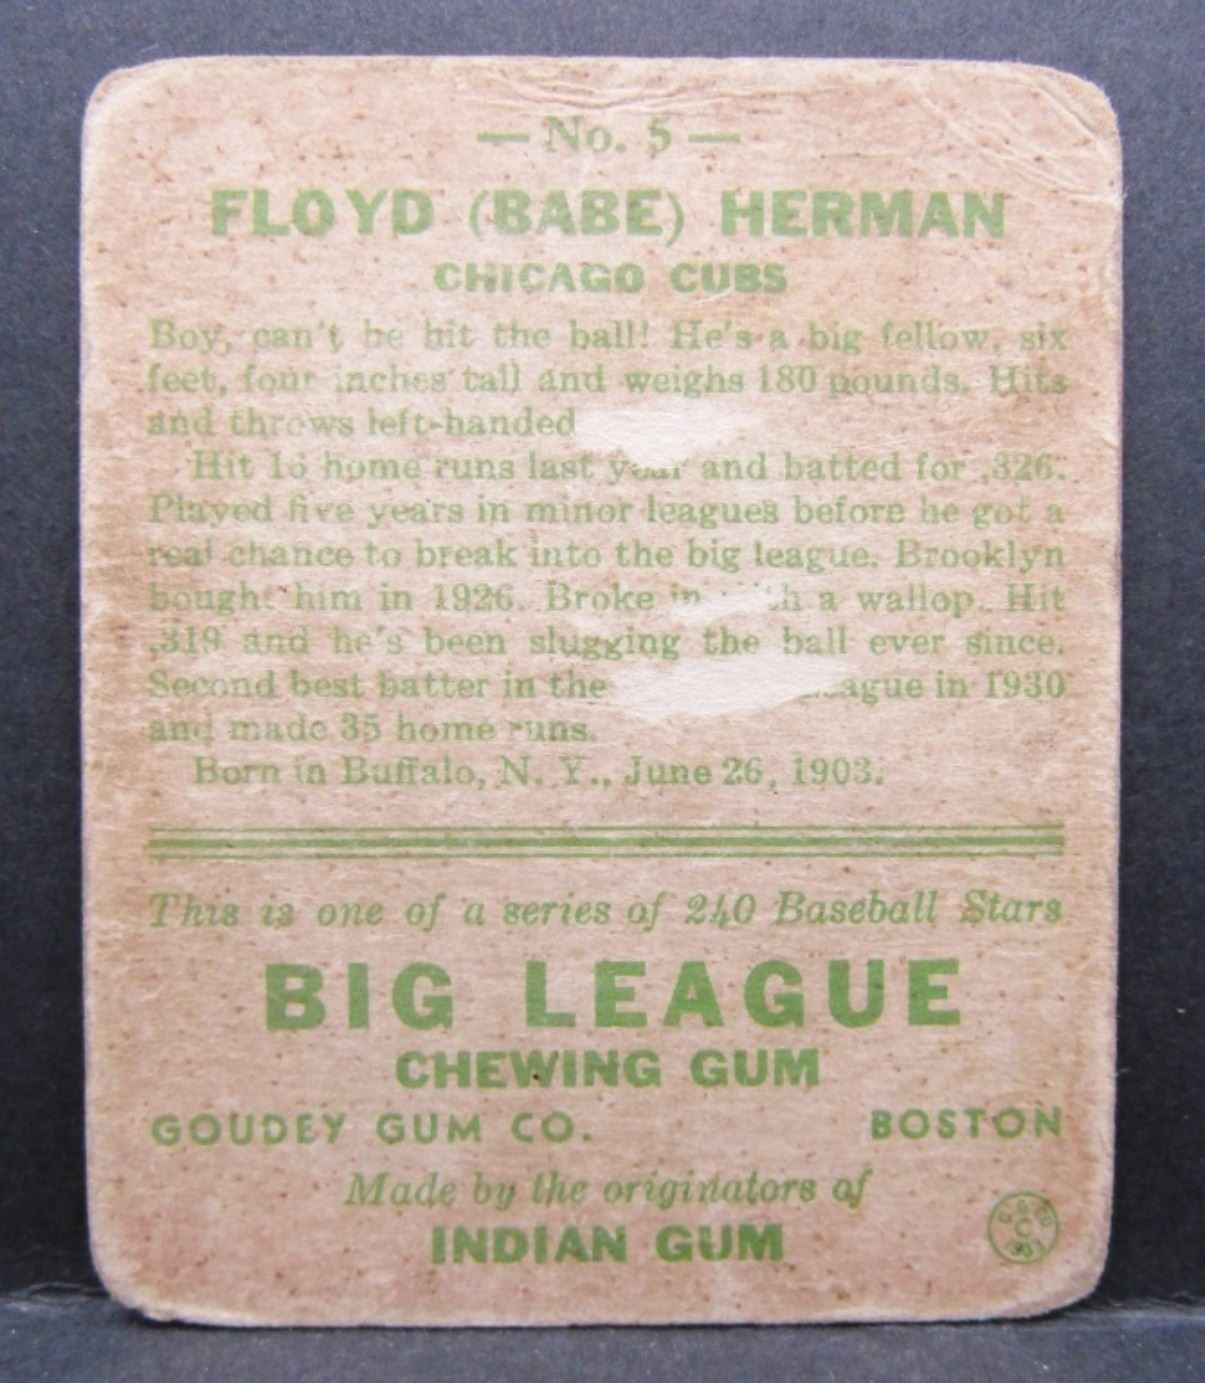 — No. 5 —
FLOYD (BABE) HERMAN
CHICAGO CUBS
Boy, can't he hit the ball! He's a big fellow, six
feet, four inches tall and weighs 180 pounds. Hits
and throws left-handed
Hit 16 home runs last year and batted for .326.
Played five years in minor leagues before he got a
real chance to break into the big league. Brooklyn
bought him in 1926. Broke in a wallop. Hit
.319 and he's been slugging the ball ever since.
Second best batter in the in 1930
and made 35 home runs.
Born in Buffalo, N. Y., June 26, 1903.
This is one of a series of 240 Baseball Stars
BIG LEAGUE
CHEWING GUM
GOUDEY GUM CO. BOSTON
Made by the originators of
INDIAN GUM